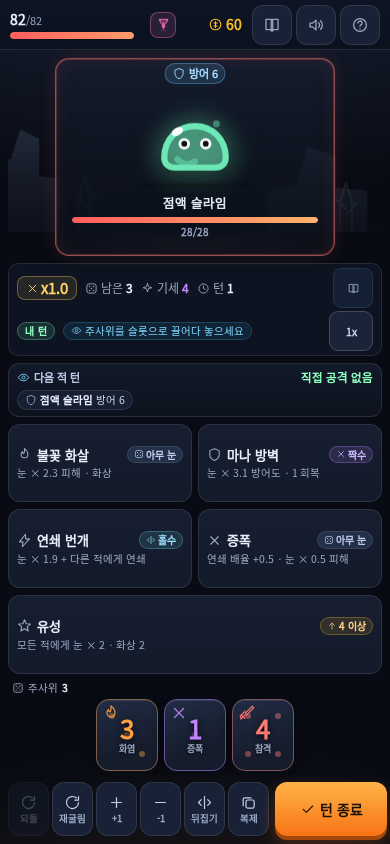 82/82
60
방어 6
점액 슬라임
28/28
x1.0 남은 3 기세 4 턴 1
내 턴 주사위를 슬롯으로 끌어다 놓으세요 1x
다음 적 턴 직접 공격 없음
점액 슬라임 방어 6
불꽃 화살 아무 눈
눈 × 2.3 피해 · 화상
마나 방벽 짝수
눈 × 3.1 방어도 · 1 회복
연쇄 번개 홀수
눈 × 1.9 + 다른 적에게 연쇄
증폭 아무 눈
연쇄 배율 +0.5 · 눈 × 0.5 피해
유성 4 이상
모든 적에게 눈 × 2 · 화상 2
주사위 3
3 1 4
화염 증폭 참격
되돌 재굴림 +1 -1 뒤집기 복제 턴 종료